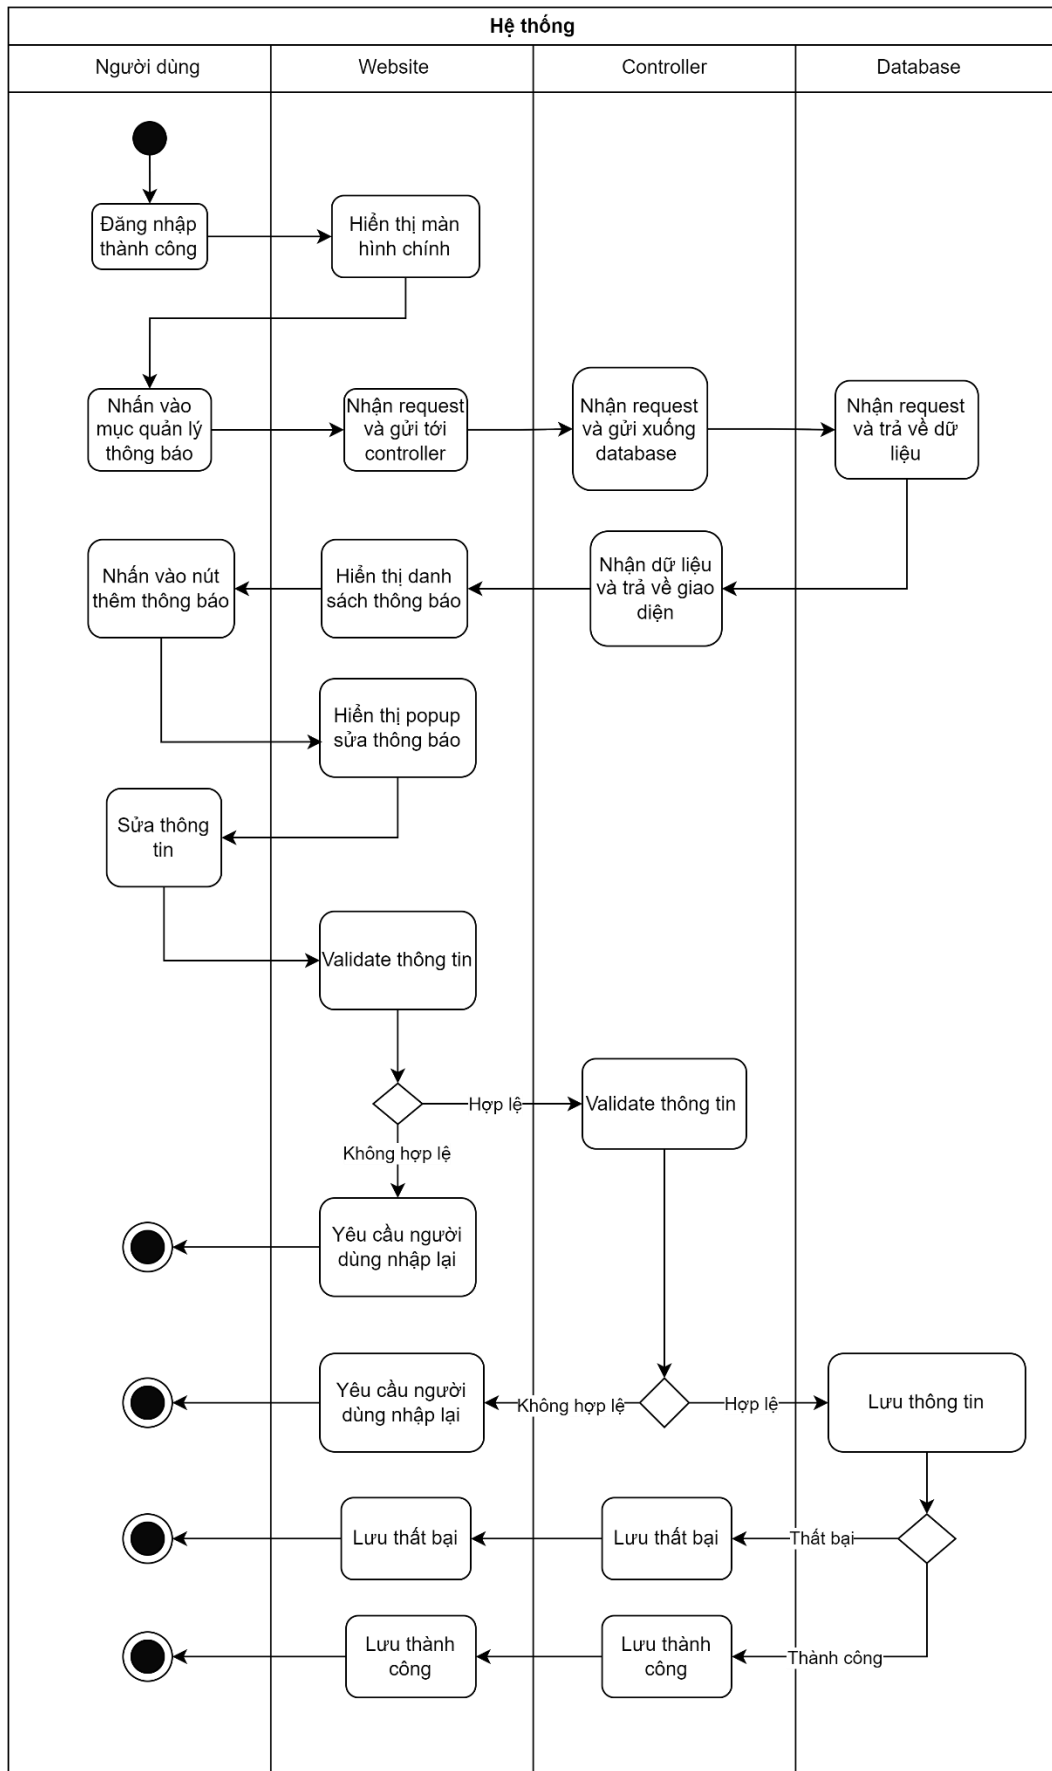 Hệ thống
Người dùng
Website
Controller
Database
Đăng nhập
thành công
Hiển thị màn
hình chính
Nhấn vào
mục quản lý
thông báo
Nhận request
và gửi tới
controller
Nhận request
và gửi xuống
database
Nhận request
và trả về dữ
liệu
Nhấn vào nút
thêm thông báo
Hiển thị danh
sách thông báo
Nhận dữ liệu
và trả về giao
diện
Hiển thị popup
sửa thông báo
Sửa thông
tin
Validate thông tin
Hợp lệ
Validate thông tin
Không hợp lệ
Yêu cầu người
dùng nhập lại
Yêu cầu người
dùng nhập lại
Không hợp lệ
Hợp lệ
Lưu thông tin
Lưu thất bại
Lưu thất bại
Thất bại
Lưu thành
công
Lưu thành
công
Thành công